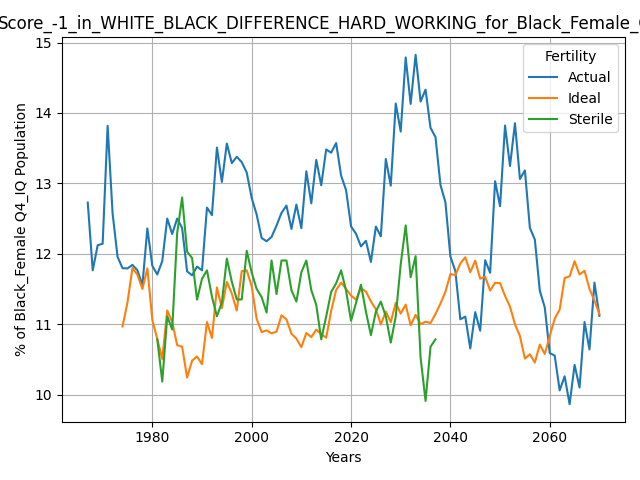 Score_-1_in_WHITE_BLACK_DIFFERENCE_HARD_WORKING_for_Black_Female_
15
14
13
12
11
10
% of Black_Female Q4_IQ Population
Fertility
Actual
Ideal
Sterile
1980
2000
2020
2040
2060
Years